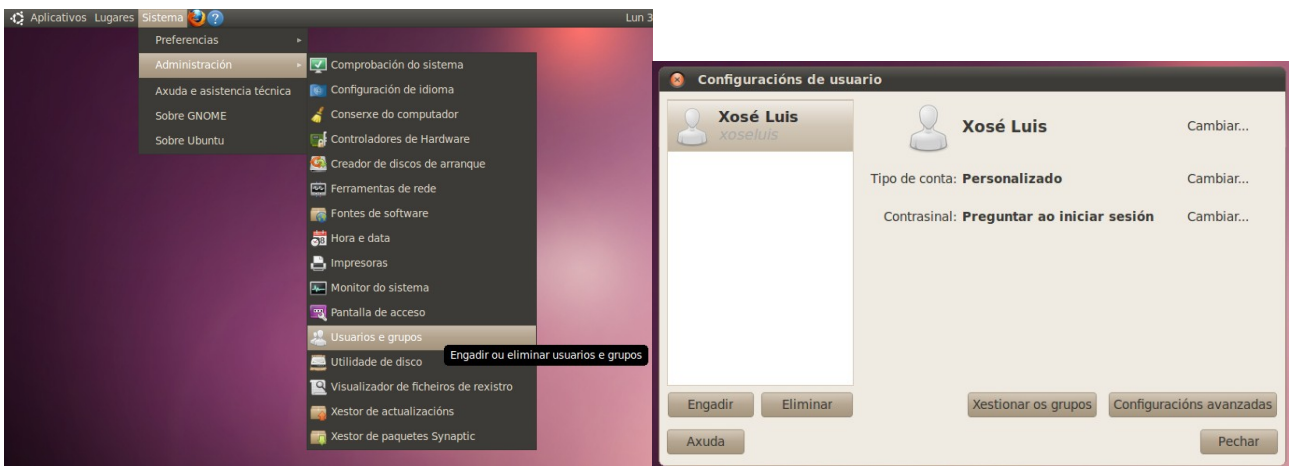 Aplicativos Lugares Sistema Lun 3
Preferencias
Administración
Axuda e asistencia técnica
Sobre GNOME
Sobre Ubuntu
Comprobación do sistema
Configuración de idioma
Conserxe do computador
Controladores de Hardware
Creador de discos de arranque
Ferramentas de rede
Fontes de software
Hora e data
Impresoras
Monitor do sistema
Pantalla de acceso
Usuarios e grupos
Engadir ou eliminar usuarios e grupos
Utilidade de disco
Visualizador de ficheiros de rexistro
Xestor de actualizacións
Xestor de paquetes Synaptic
Configuracións de usuario
Xosé Luis
xoseluis
Xosé Luis Cambiar...
Tipo de conta: Personalizado Cambiar...
Contrasinal: Preguntar ao iniciar sesión Cambiar...
Engadir Eliminar Xestionar os grupos Configuracións avanzadas
Axuda Pechar